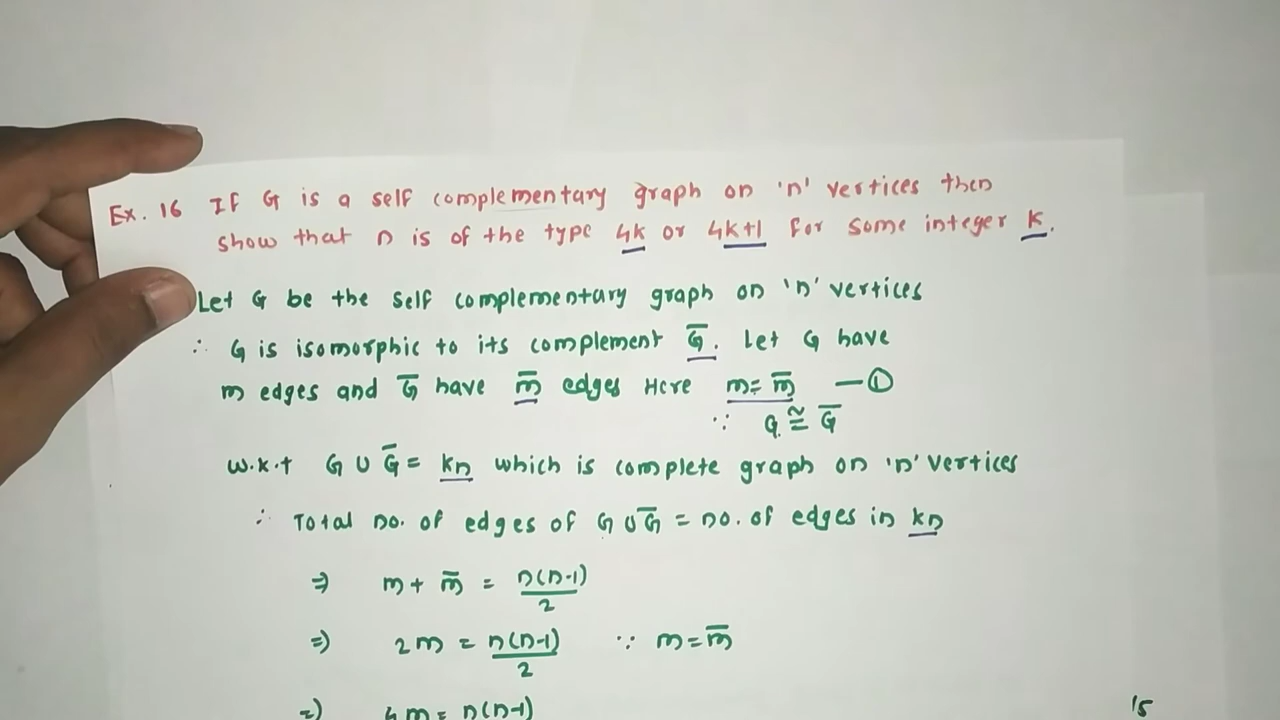 Ex. 16 If G is a self complementary graph on 'n' vertices then
show that n is of the type 4k or 4k+1 for some integer k.
Let G be the self complementary graph on 'n' vertices
∴ G is isomorphic to its complement G̅. Let G have
m edges and G̅ have m̅ edges Here m = m̅ —①
∵ G ≅ G̅
w.k.t G ∪ G̅ = kn which is complete graph on 'n' vertices
∴ Total no. of edges of G ∪ G̅ = no. of edges in kn
⇒ m + m̅ = n(n-1)/2
⇒ 2m = n(n-1)/2 ∵ m = m̅
⇒ 4m = n(n-1)
15